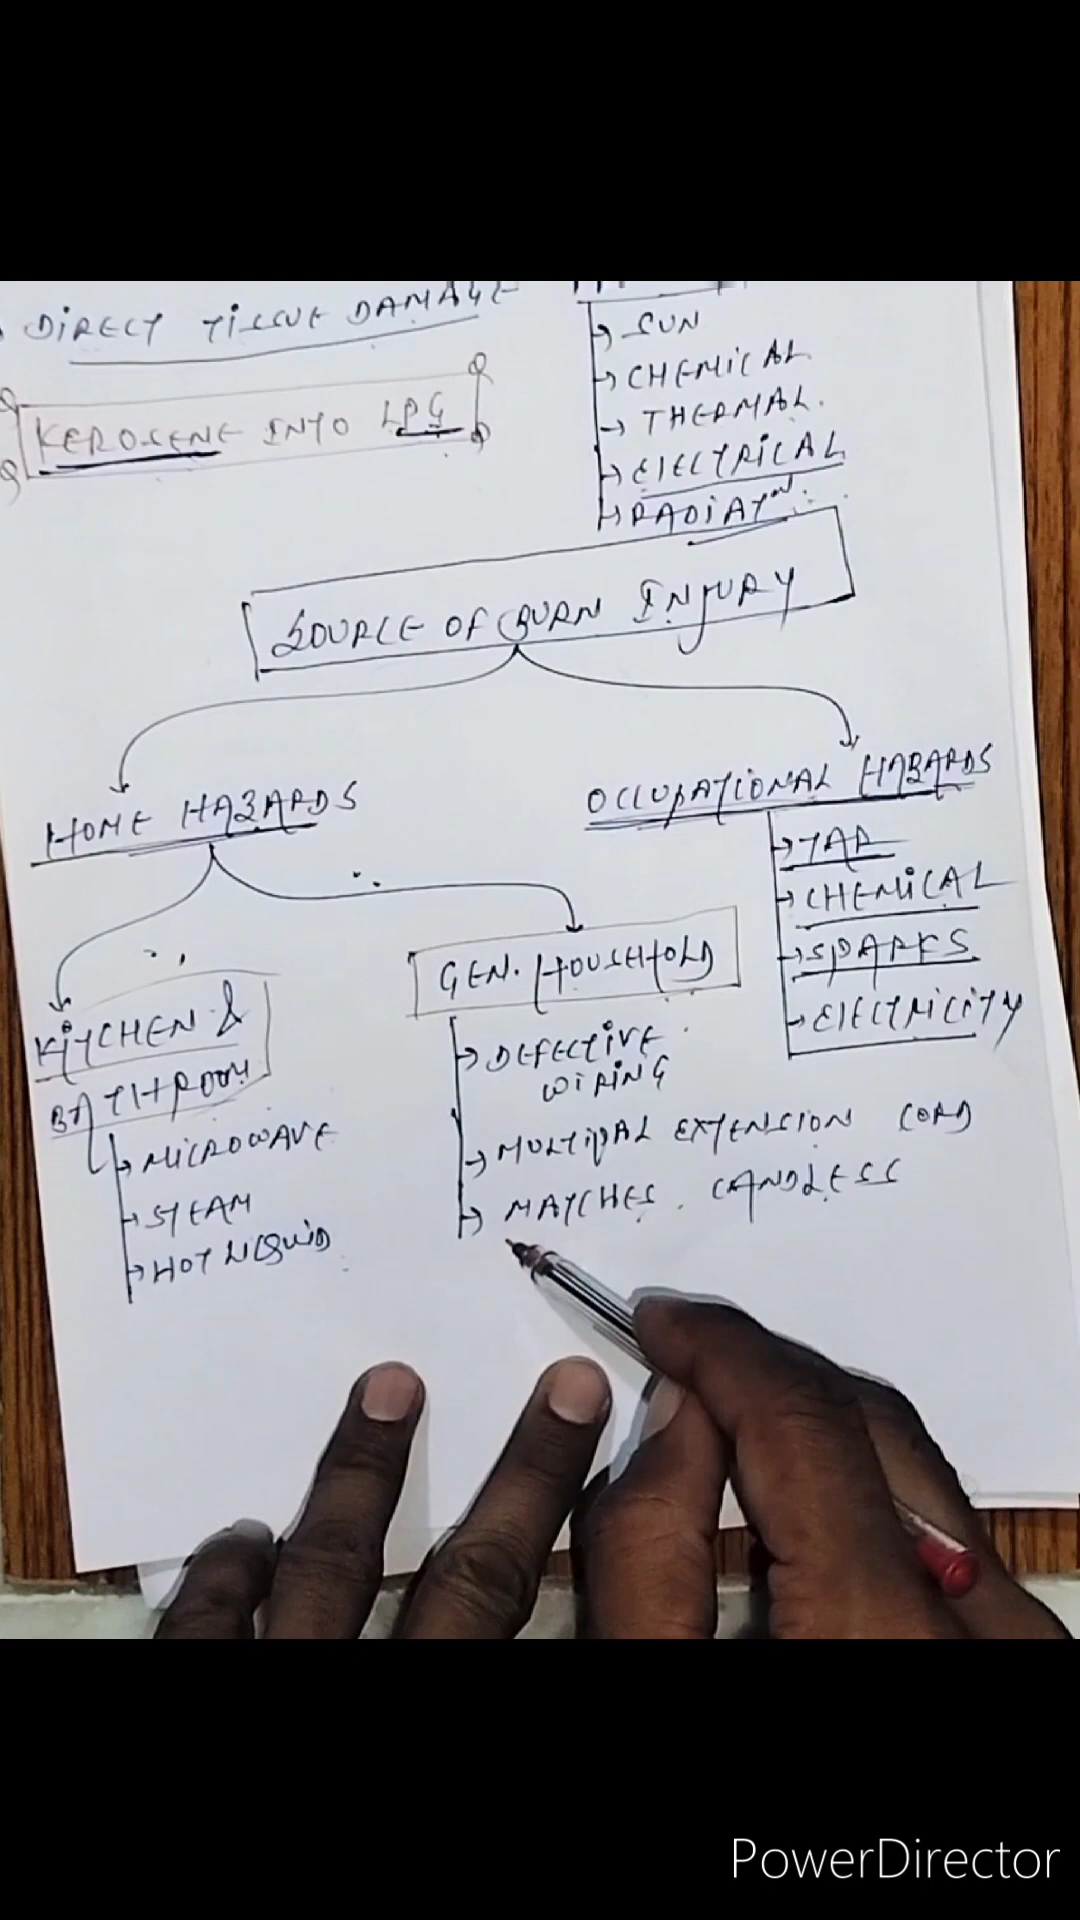 DIRECT TISSUE DAMAGE
KEROSENE INTO LPG
SUN
CHEMICAL
THERMAL
ELECTRICAL
RADIATN
SOURCE OF BURN INJURY
HOME HAZARDS
OCCUPATIONAL HAZARDS
TAR
CHEMICAL
SPARKS
ELECTRICITY
KITCHEN &
BATHROOM
MICROWAVE
STEAM
HOT LIQUID
GEN. HOUSEHOLD
DEFECTIVE
WIRING
MULTIPAL EXTENSION CORD
MATCHES. CANDLESS
PowerDirector